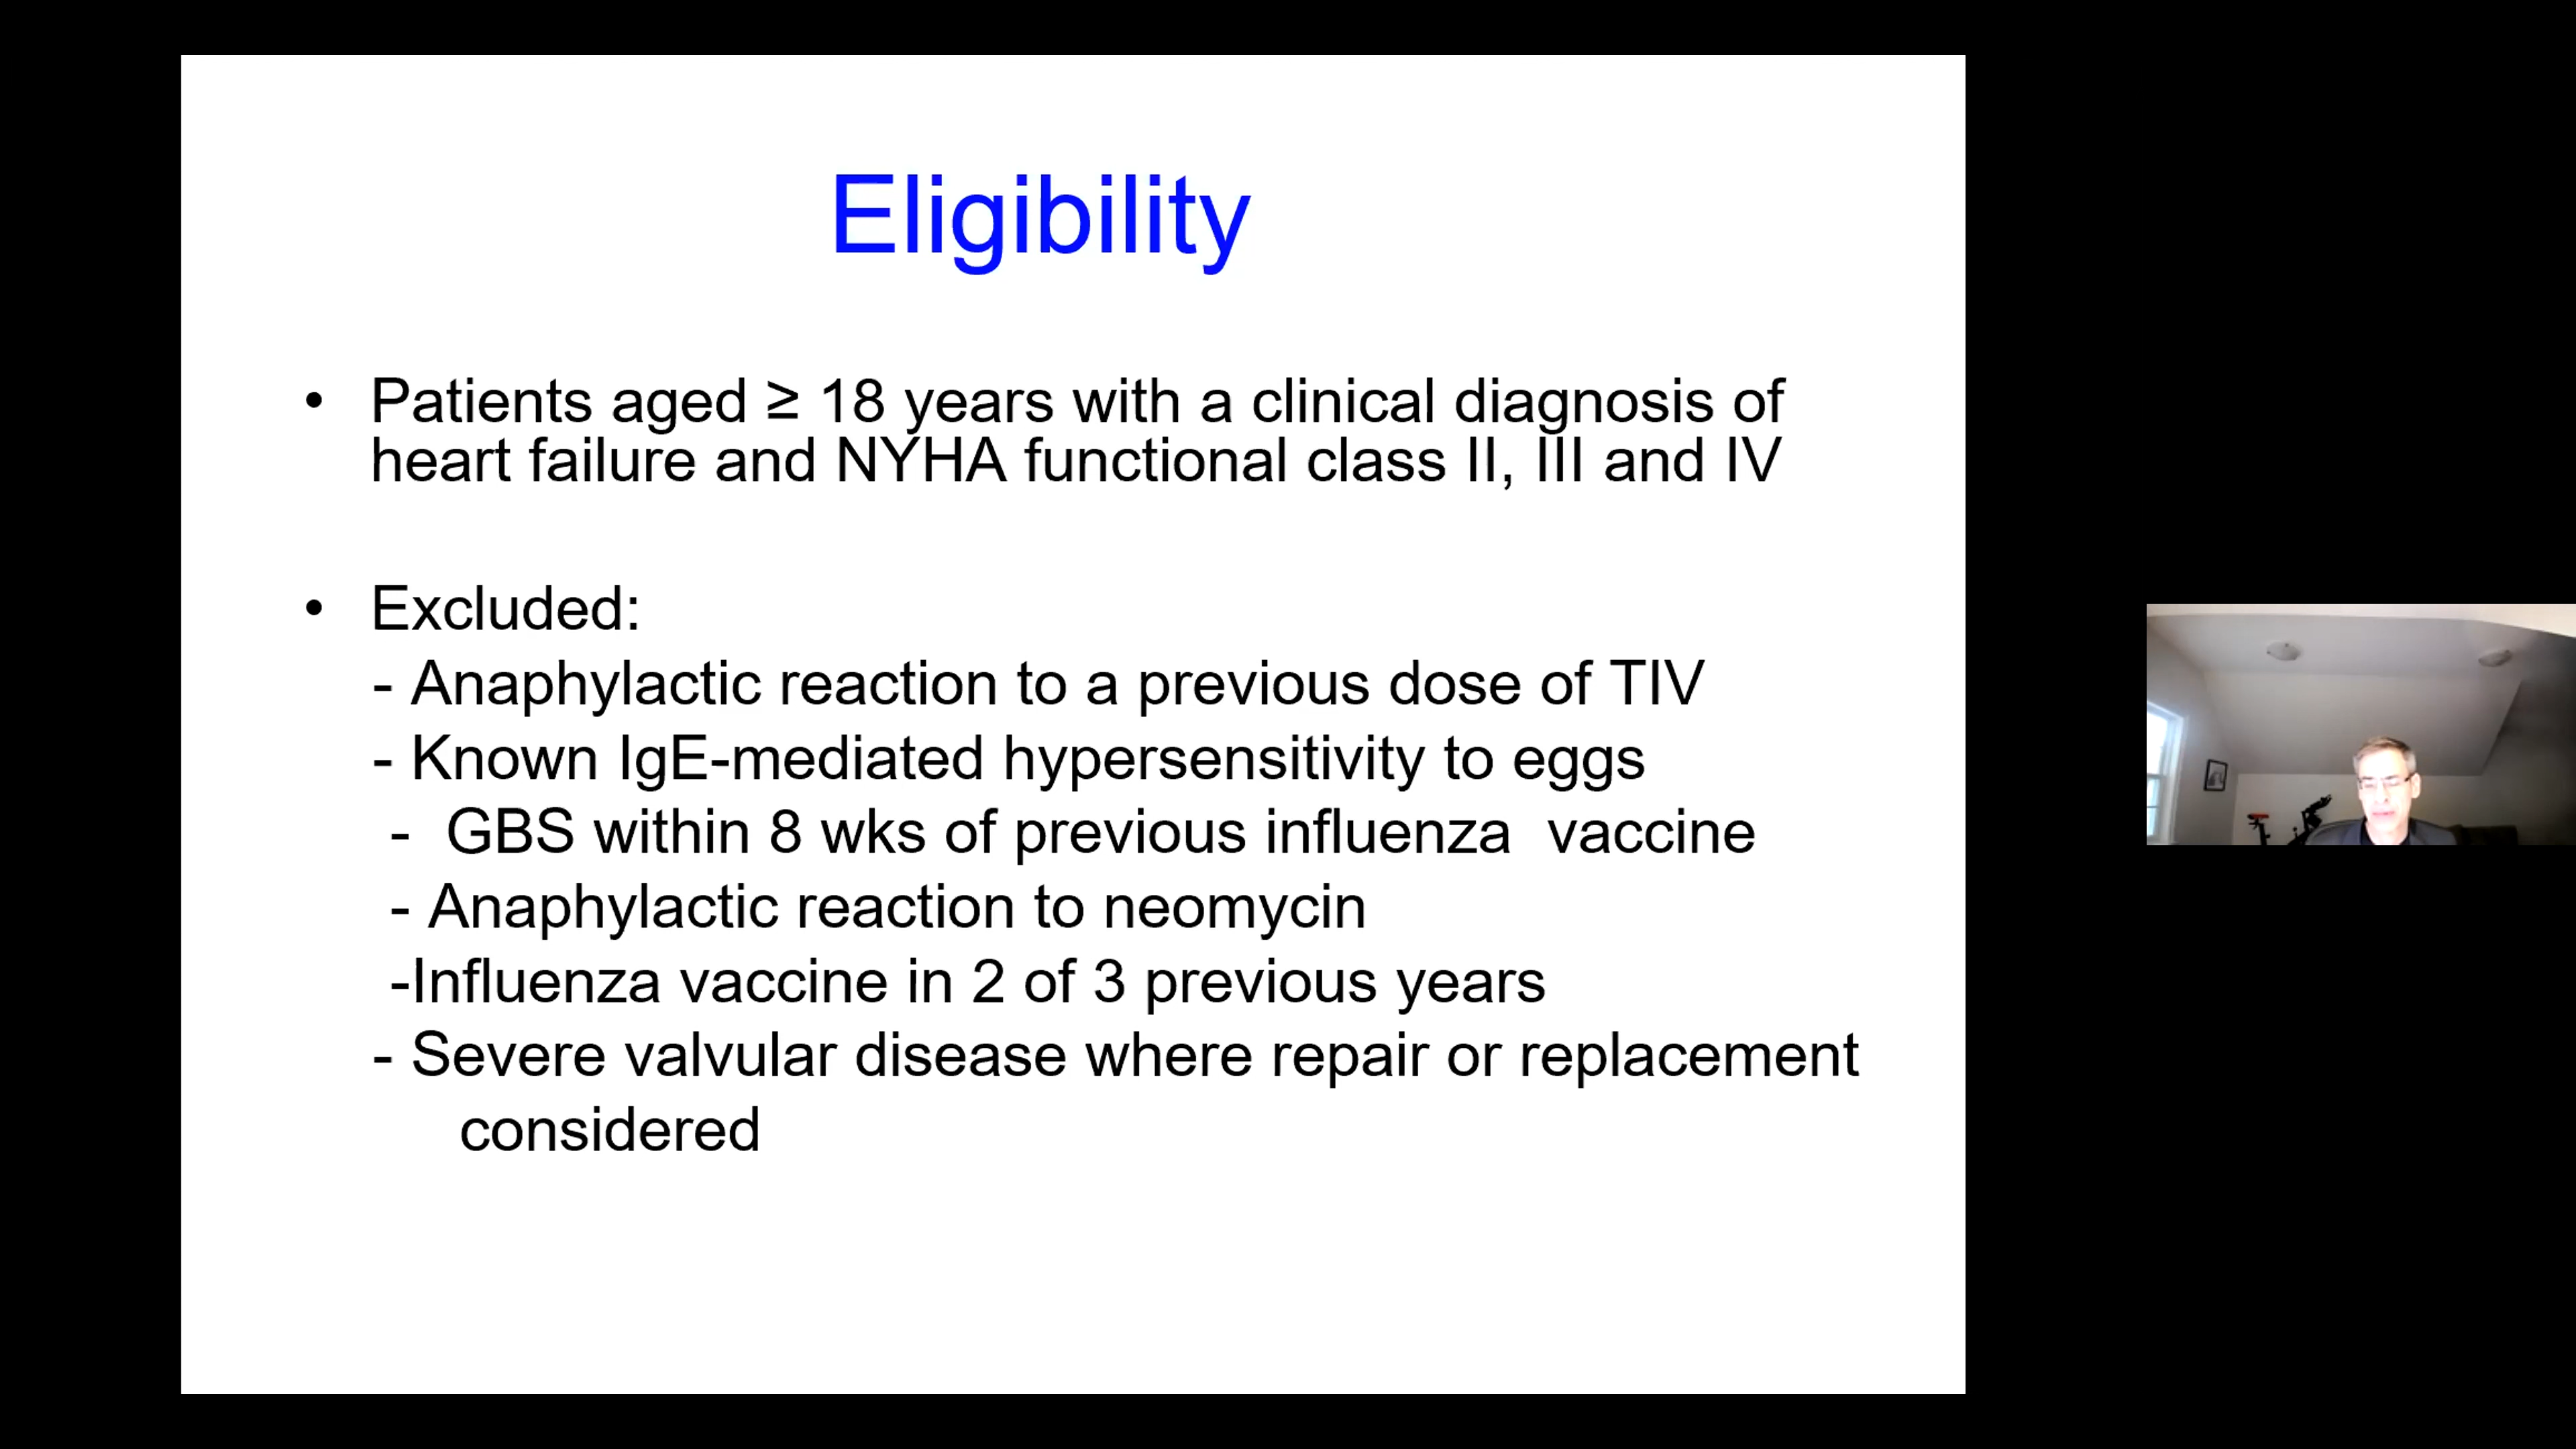 Eligibility
• Patients aged ≥ 18 years with a clinical diagnosis of
heart failure and NYHA functional class II, III and IV
• Excluded:
- Anaphylactic reaction to a previous dose of TIV
- Known IgE-mediated hypersensitivity to eggs
- GBS within 8 wks of previous influenza vaccine
- Anaphylactic reaction to neomycin
-Influenza vaccine in 2 of 3 previous years
- Severe valvular disease where repair or replacement
considered